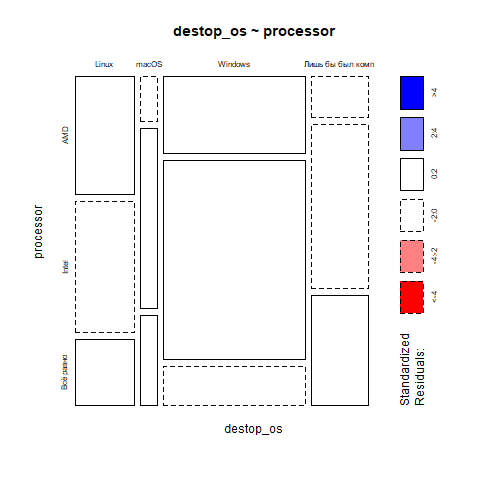 destop_os ~ processor
Linux
macOS
Windows
Лишь бы был комп
AMD
Intel
Всё равно
processor
destop_os
>4
2:4
0:2
-2:0
-4:-2
<-4
Standardized
Residuals: